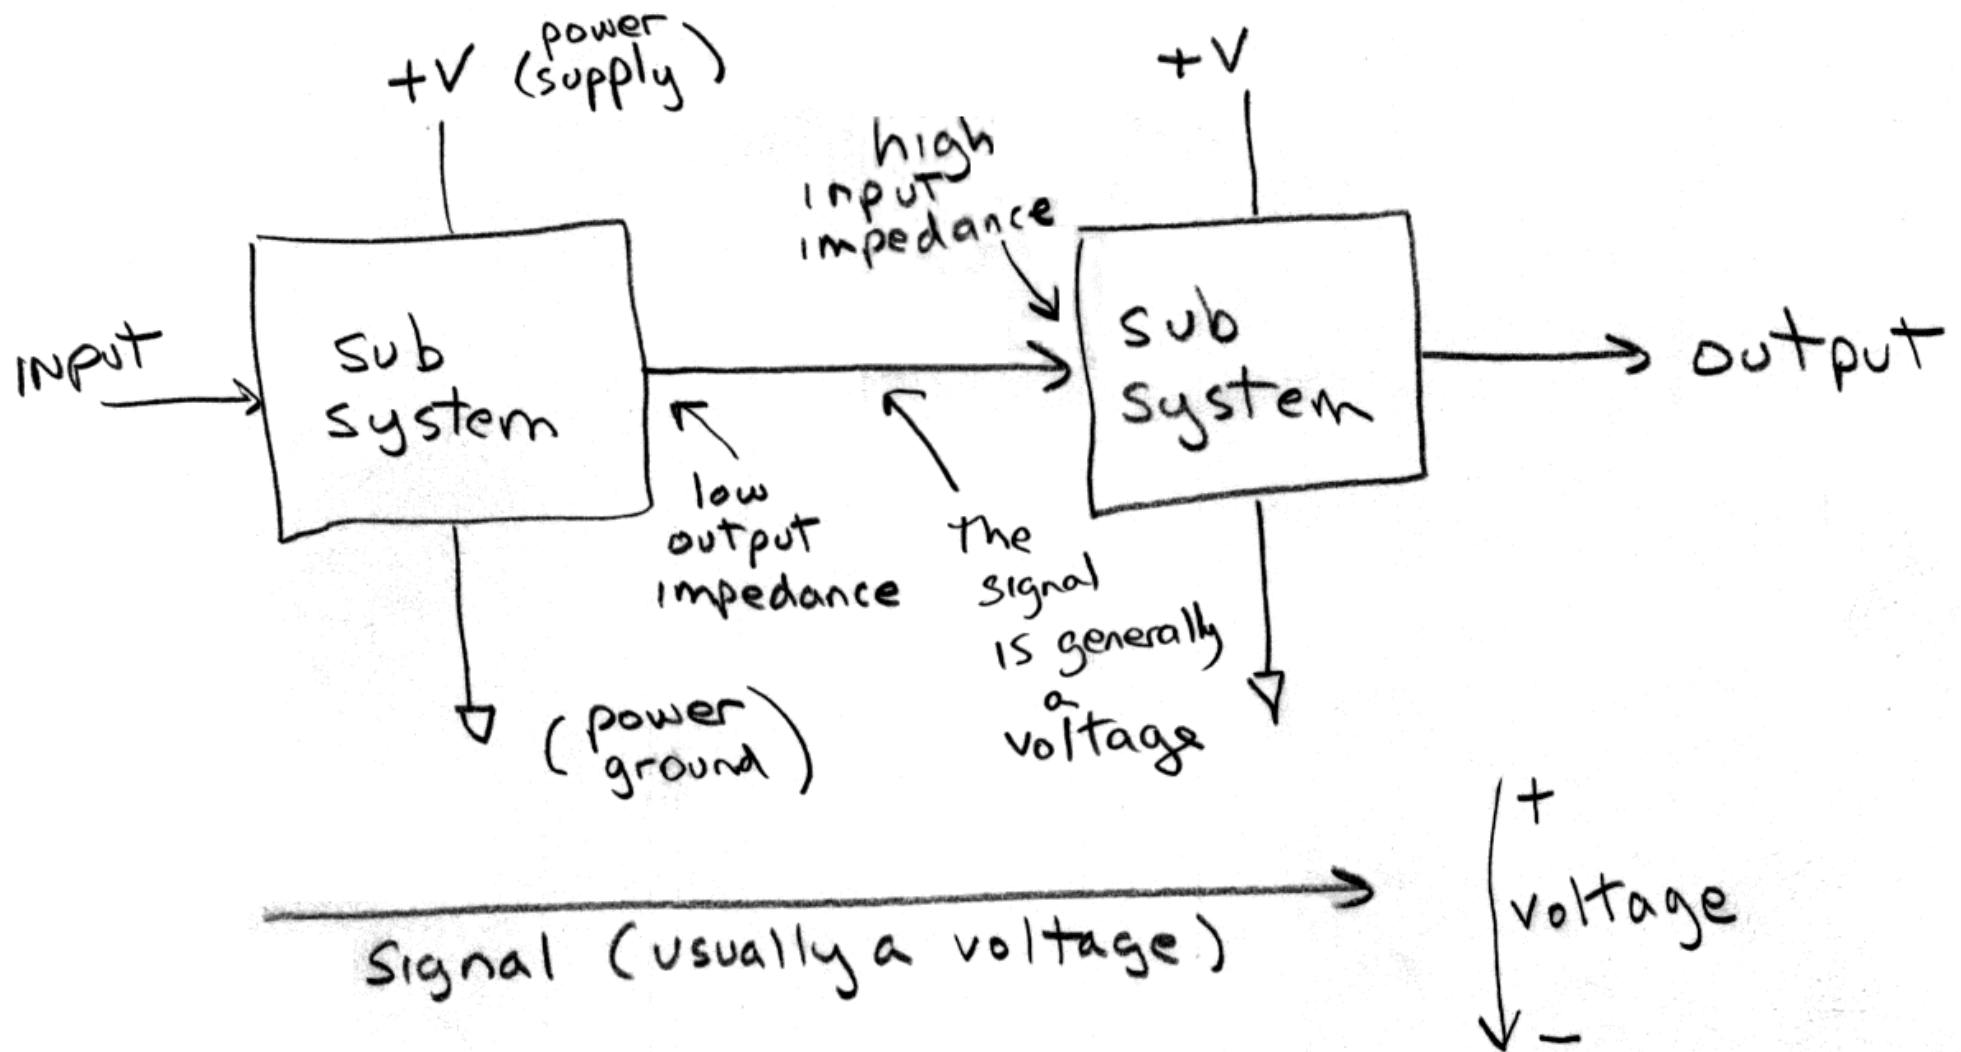 power
+V (supply)
+V
high
input
impedance
INPUT
sub
system
sub
system
output
low
output
impedance
The
signal
is generally
a
voltage
(power
ground)
+
voltage
-
signal (usually a voltage)